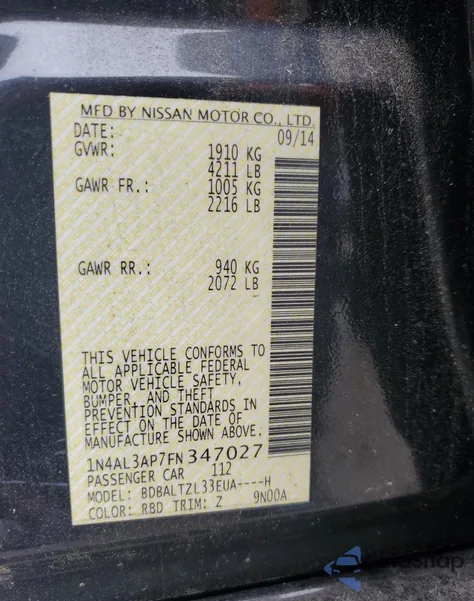 MFD BY NISSAN MOTOR CO., LTD.
DATE: 09/14
GVWR: 1910 KG
4211 LB
GAWR FR.: 1005 KG
2216 LB
GAWR RR.: 940 KG
2072 LB
THIS VEHICLE CONFORMS TO
ALL APPLICABLE FEDERAL
MOTOR VEHICLE SAFETY,
BUMPER, AND THEFT
PREVENTION STANDARDS IN
EFFECT ON THE DATE OF
MANUFACTURE SHOWN ABOVE.
1N4AL3AP7FN347027
PASSENGER CAR 112
MODEL: BDBALTZL33EUA----H
COLOR: RBD TRIM: Z 9N00A